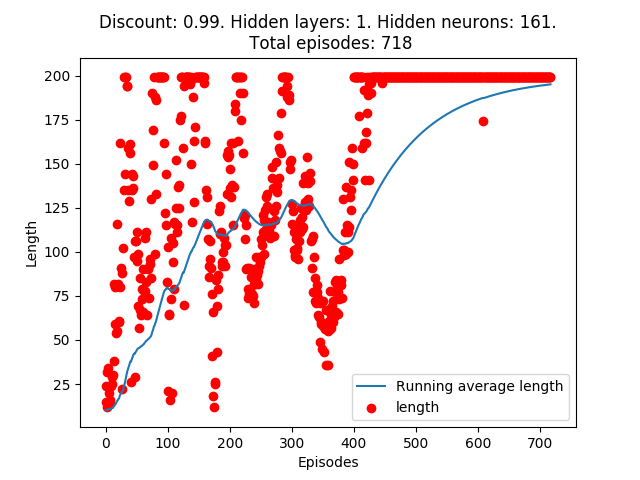 Discount: 0.99. Hidden layers: 1. Hidden neurons: 161.
Total episodes: 718
200
175
150
125
100
75
50
25
Length
0 100 200 300 400 500 600 700
Episodes
Running average length
length